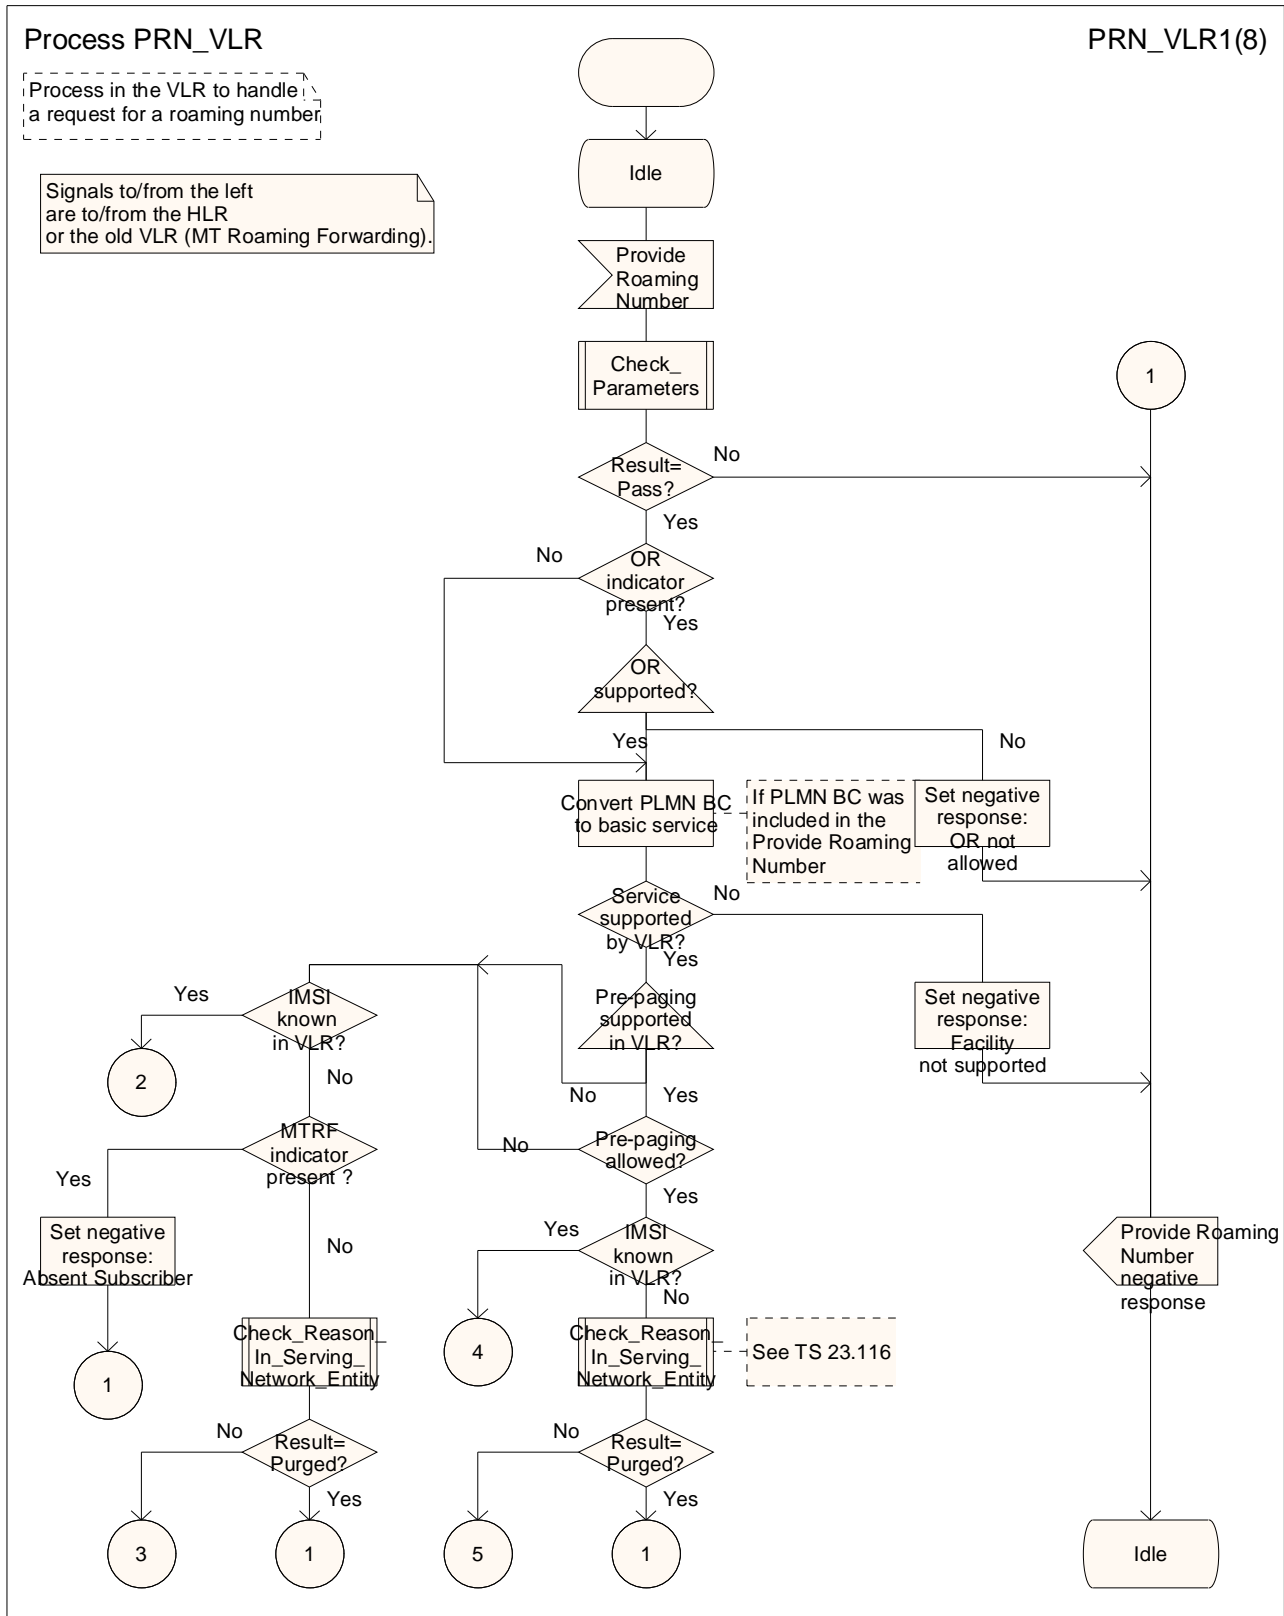 Process PRN_VLR
PRN_VLR1(8)
Process in the VLR to handle
a request for a roaming number
Signals to/from the left
are to/from the HLR
or the old VLR (MT Roaming Forwarding).
Idle
Provide
Roaming
Number
Check_
Parameters
1
Result=
Pass?
No
Yes
OR
indicator
present?
No
Yes
OR
supported?
Yes
No
Convert PLMN BC
to basic service
If PLMN BC was
included in the
Provide Roaming
Number
Set negative
response:
OR not
allowed
Service
supported
by VLR?
No
Yes
Yes
IMSI
known
in VLR?
Pre-paging
supported
in VLR?
Set negative
response:
Facility
not supported
2
No
No
Yes
MTRF
indicator
present ?
Yes
No
Pre-paging
allowed?
Yes
Set negative
response:
Absent Subscriber
No
Yes
IMSI
known
in VLR?
No
Provide Roaming
Number
negative
response
1
Check_Reason_
In_Serving_
Network_Entity
4
Check_Reason_
In_Serving_
Network_Entity
See TS 23.116
No
Result=
Purged?
Yes
No
Result=
Purged?
Yes
3
1
5
1
Idle